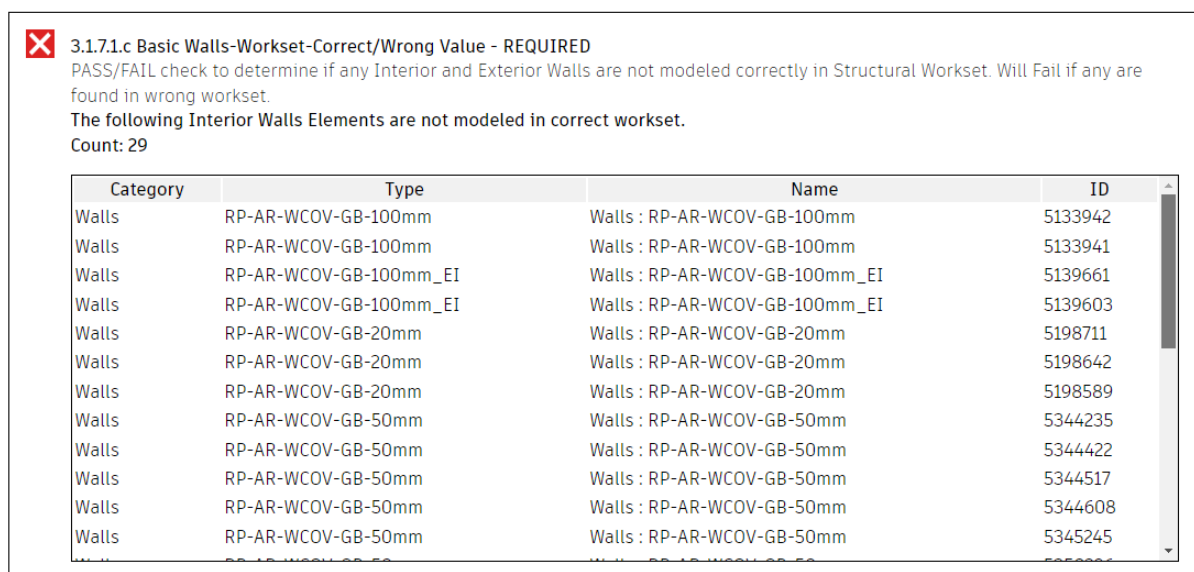 3.1.7.1.c Basic Walls-Workset-Correct/Wrong Value - REQUIRED
PASS/FAIL check to determine if any Interior and Exterior Walls are not modeled correctly in Structural Workset. Will Fail if any are
found in wrong workset.
The following Interior Walls Elements are not modeled in correct workset.
Count: 29
Category Type Name ID
Walls RP-AR-WCOV-GB-100mm Walls : RP-AR-WCOV-GB-100mm 5133942
Walls RP-AR-WCOV-GB-100mm Walls : RP-AR-WCOV-GB-100mm 5133941
Walls RP-AR-WCOV-GB-100mm_EI Walls : RP-AR-WCOV-GB-100mm_EI 5139661
Walls RP-AR-WCOV-GB-100mm_EI Walls : RP-AR-WCOV-GB-100mm_EI 5139603
Walls RP-AR-WCOV-GB-20mm Walls : RP-AR-WCOV-GB-20mm 5198711
Walls RP-AR-WCOV-GB-20mm Walls : RP-AR-WCOV-GB-20mm 5198642
Walls RP-AR-WCOV-GB-20mm Walls : RP-AR-WCOV-GB-20mm 5198589
Walls RP-AR-WCOV-GB-50mm Walls : RP-AR-WCOV-GB-50mm 5344235
Walls RP-AR-WCOV-GB-50mm Walls : RP-AR-WCOV-GB-50mm 5344422
Walls RP-AR-WCOV-GB-50mm Walls : RP-AR-WCOV-GB-50mm 5344517
Walls RP-AR-WCOV-GB-50mm Walls : RP-AR-WCOV-GB-50mm 5344608
Walls RP-AR-WCOV-GB-50mm Walls : RP-AR-WCOV-GB-50mm 5345245